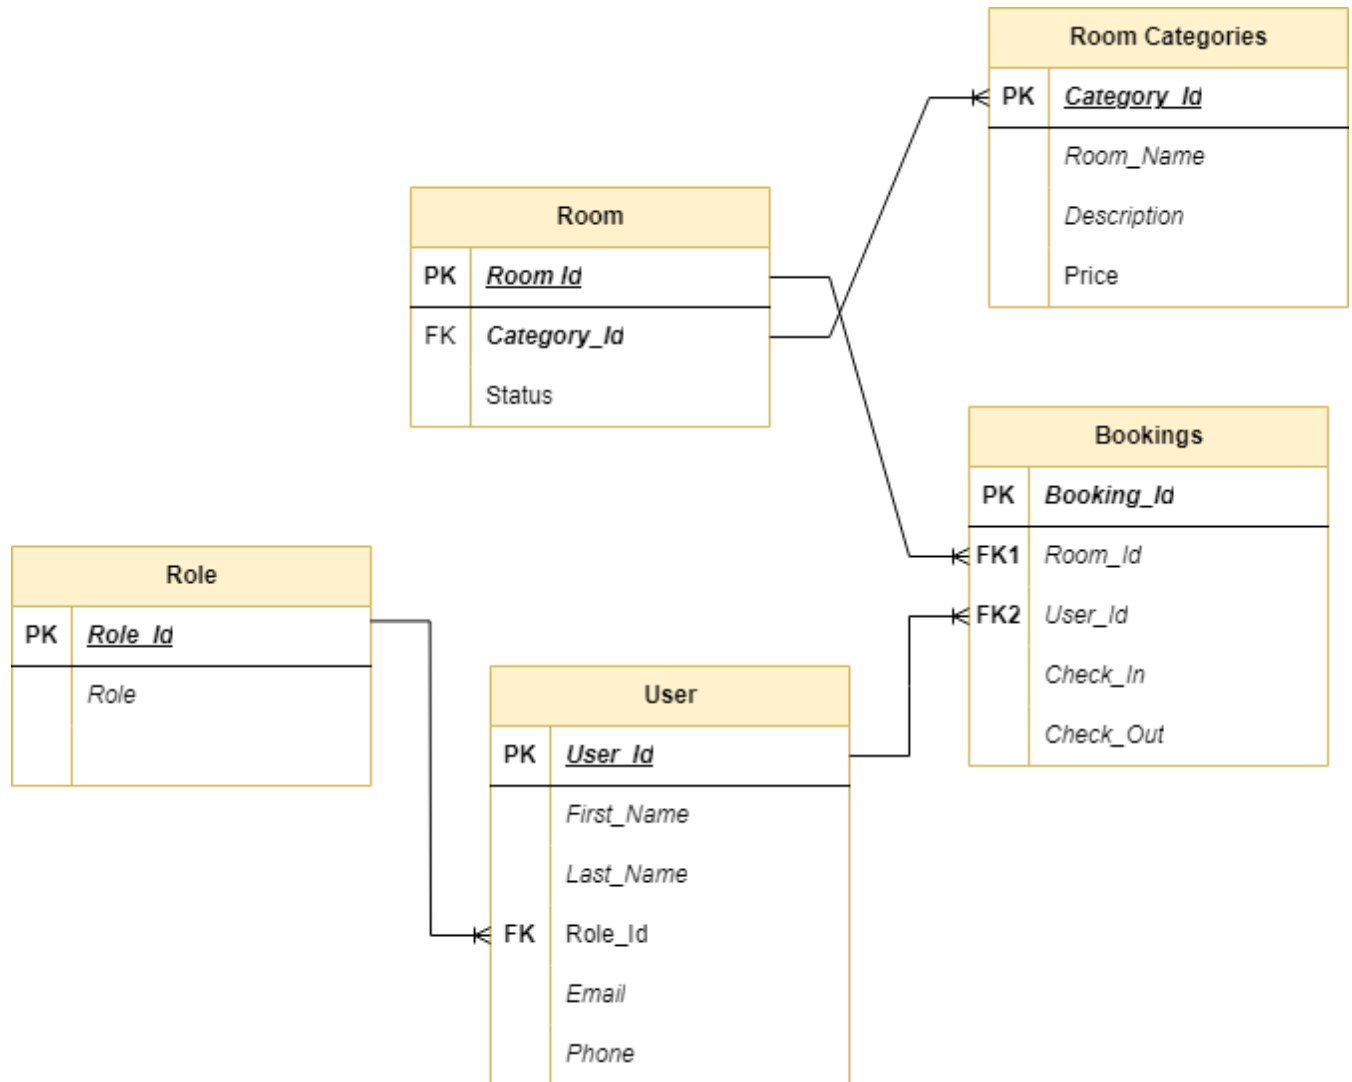 Room Categories
PK Category_Id
Room_Name
Description
Price
Room
PK Room Id
FK Category_Id
Status
Bookings
PK Booking_Id
FK1 Room_Id
FK2 User_Id
Check_In
Check_Out
Role
PK Role_Id
Role
User
PK User_Id
First_Name
Last_Name
FK Role_Id
Email
Phone